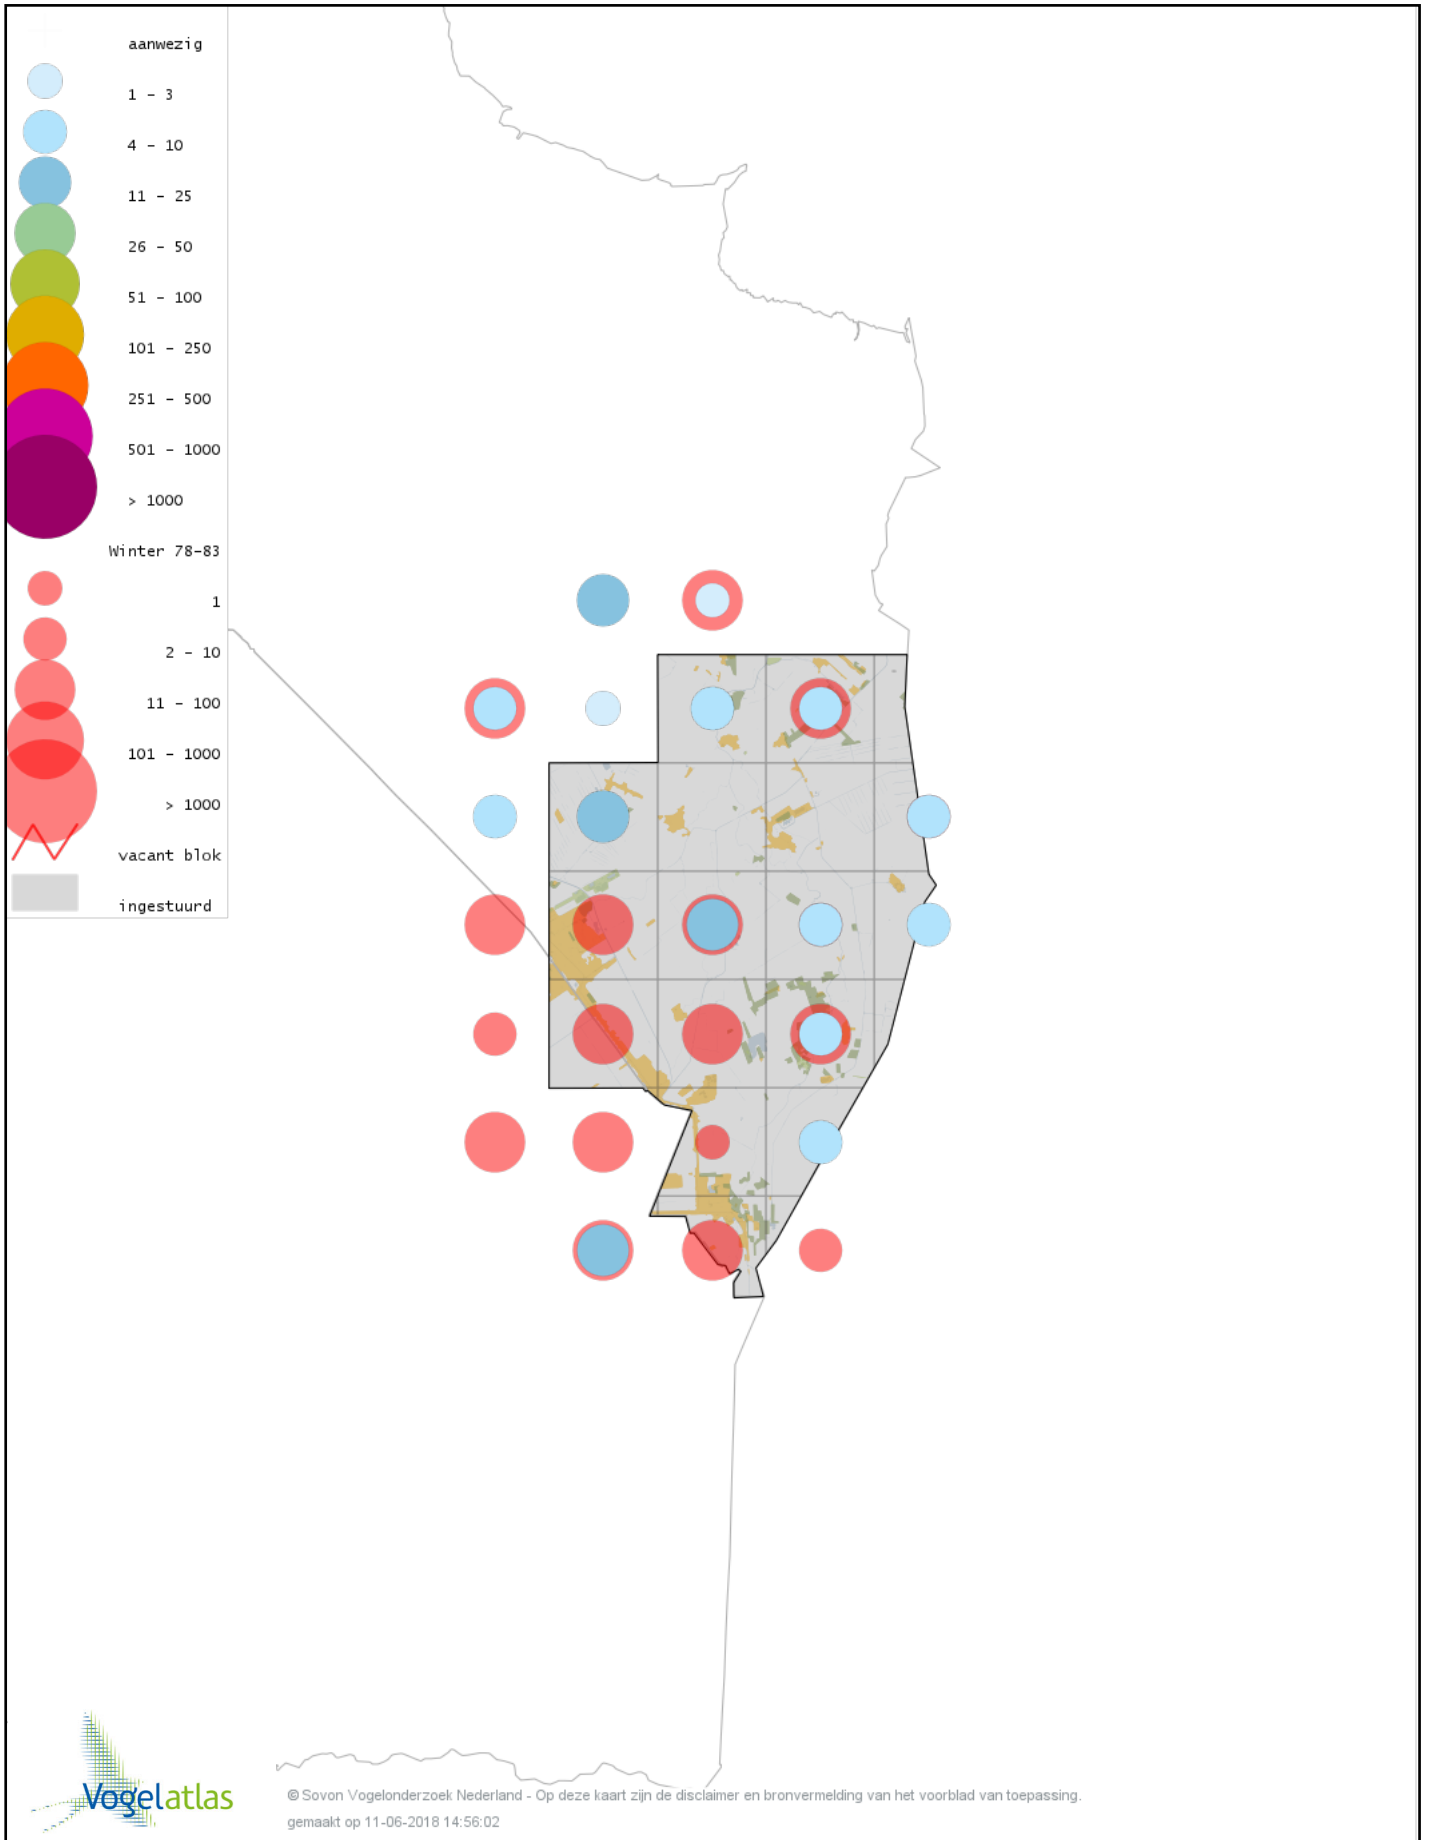 aanwezig
1 - 3
4 - 10
11 - 25
26 - 50
51 - 100
101 - 250
251 - 500
501 - 1000
> 1000
Winter 78-83
1
2 - 10
11 - 100
101 - 1000
> 1000
vacant blok
ingestuurd
Vogelatlas
© Sovon Vogelonderzoek Nederland - Op deze kaart zijn de disclaimer en bronvermelding van het voorblad van toepassing.
gemaakt op 11-06-2018 14:56:02